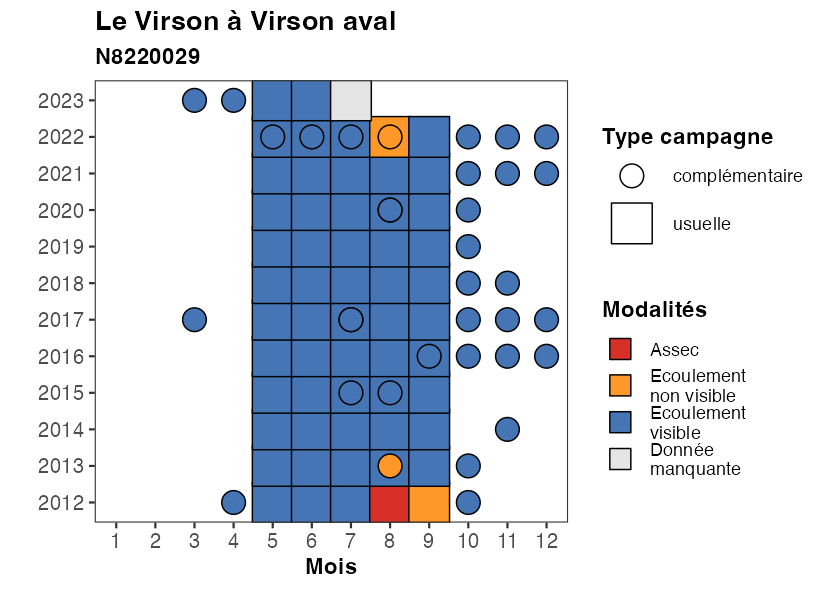 Le Virson à Virson aval
N8220029
2023
2022
2021
2020
2019
2018
2017
2016
2015
2014
2013
2012
1 2 3 4 5 6 7 8 9 10 11 12
Mois
Type campagne
complémentaire
usuelle
Modalités
Assec
Ecoulement
non visible
Ecoulement
visible
Donnée
manquante